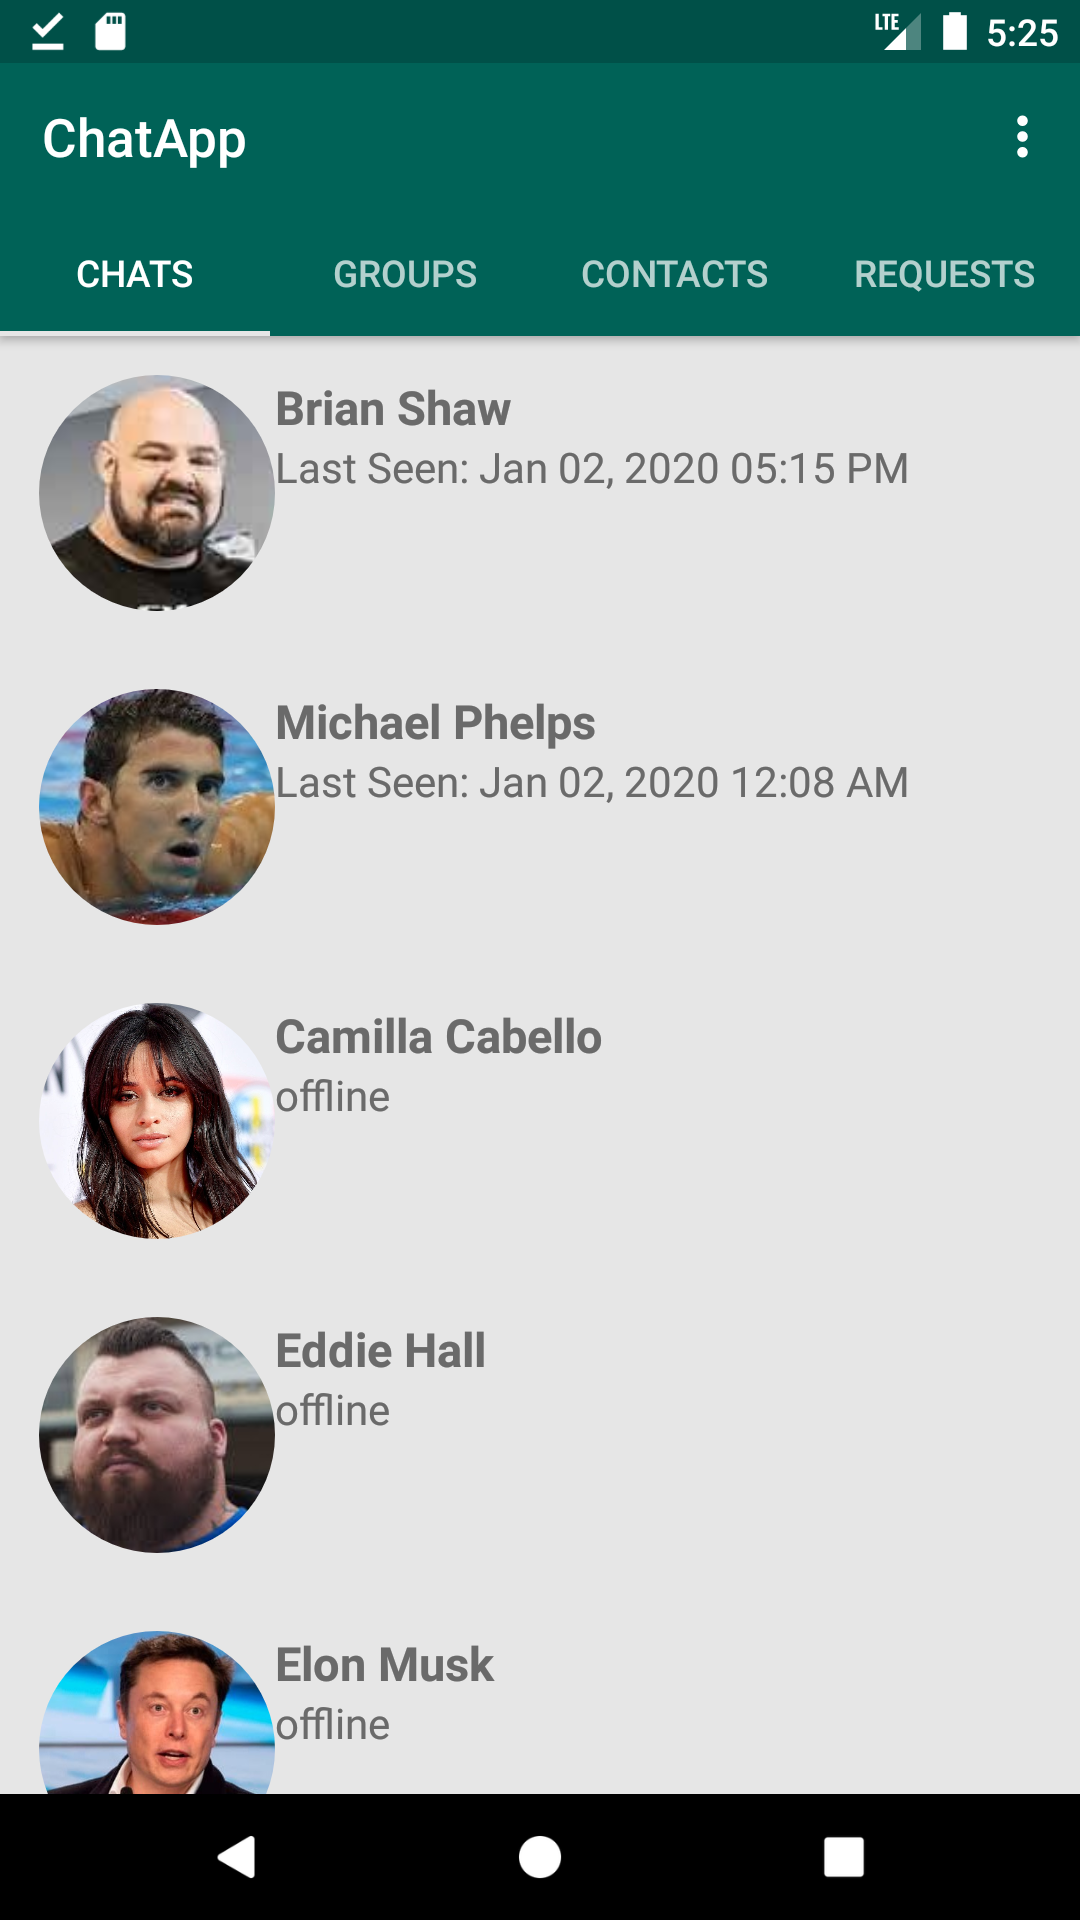 LTE 5:25
ChatApp
CHATS GROUPS CONTACTS REQUESTS
Brian Shaw
Last Seen: Jan 02, 2020 05:15 PM
Michael Phelps
Last Seen: Jan 02, 2020 12:08 AM
Camilla Cabello
offline
Eddie Hall
offline
Elon Musk
offline